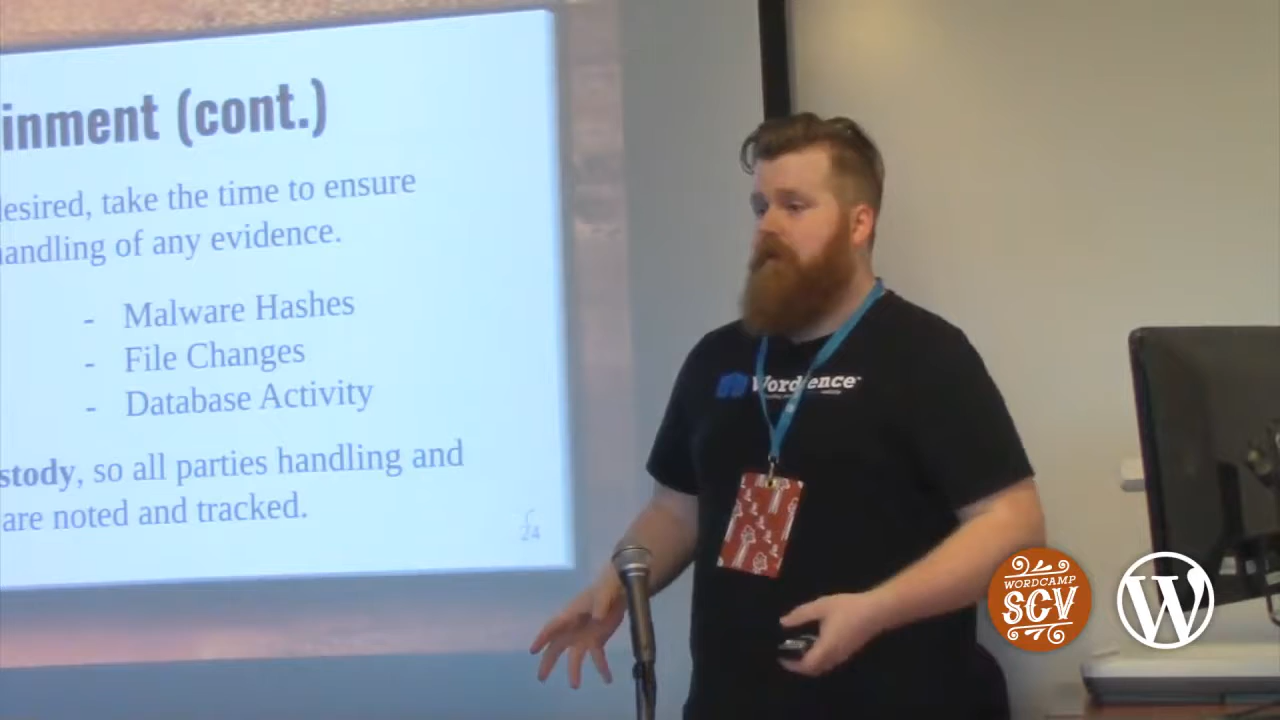 inment (cont.)
desired, take the time to ensure
handling of any evidence.
- Malware Hashes
- File Changes
- Database Activity
stody, so all parties handling and
are noted and tracked.
24
Wordfence
WORDCAMP
SCV
W